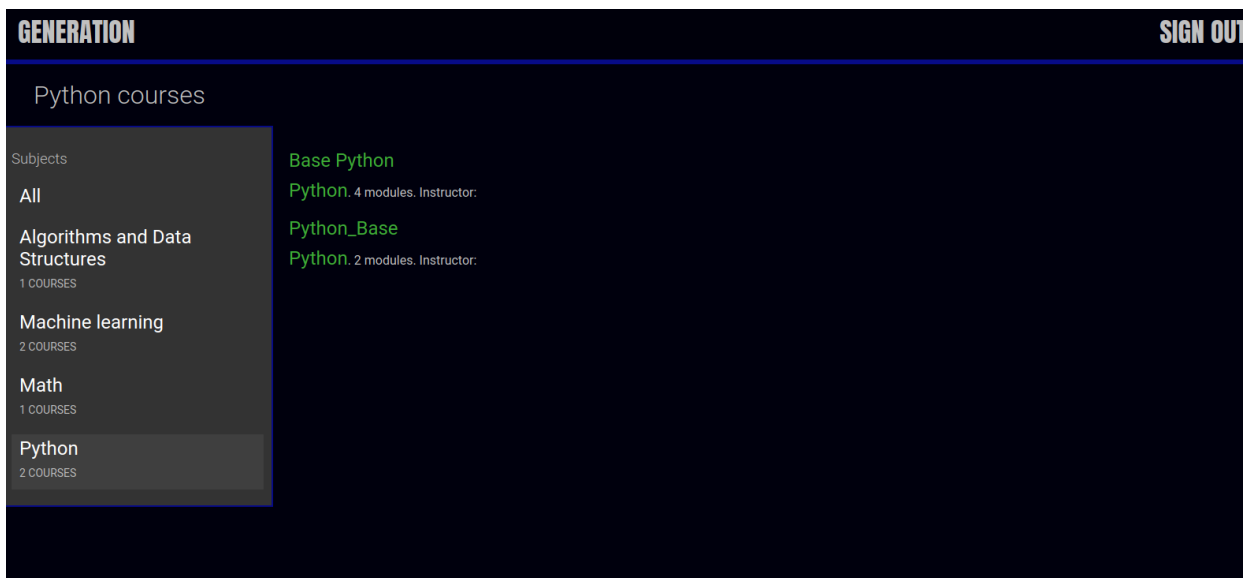 GENERATION
SIGN OUT
Python courses
Subjects
All
Algorithms and Data
Structures
1 COURSES
Machine learning
2 COURSES
Math
1 COURSES
Python
2 COURSES
Base Python
Python. 4 modules. Instructor:
Python_Base
Python. 2 modules. Instructor: